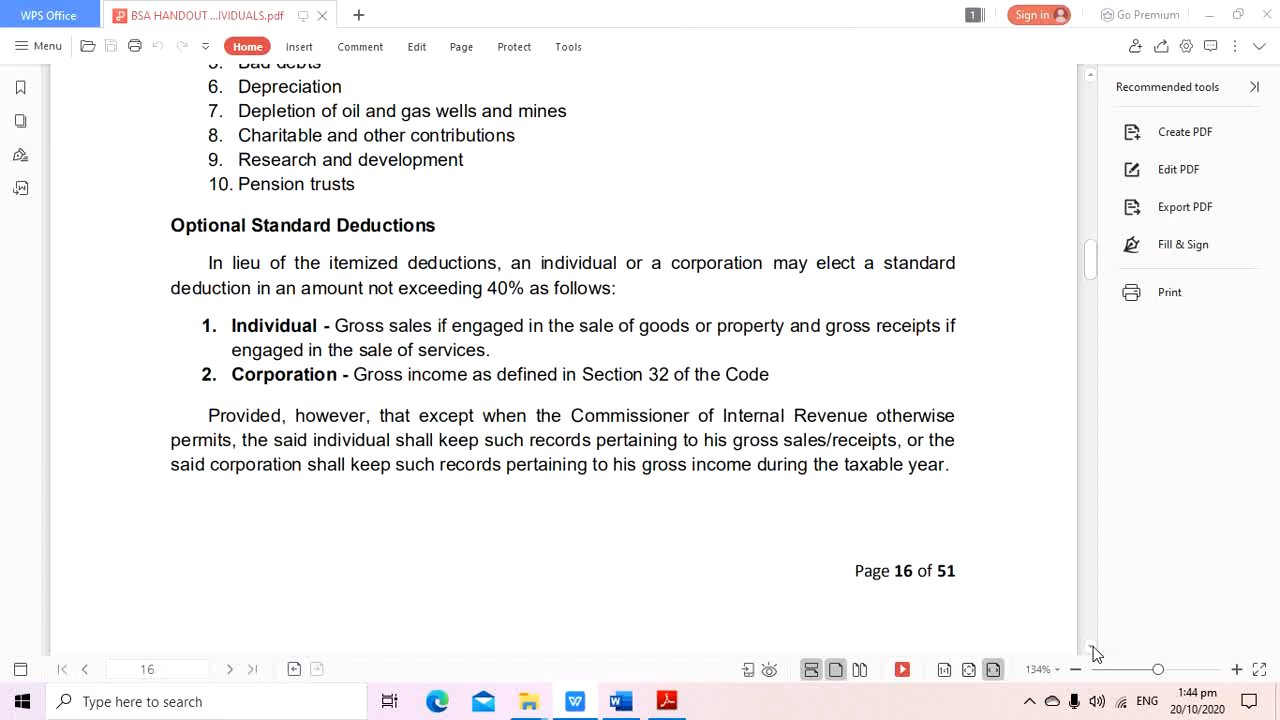 WPS Office
BSA HANDOUT ...IVIDUALS.pdf
1
Sign in
Go Premium
Menu
Home
Insert
Comment
Edit
Page
Protect
Tools
5. Bad debts
6. Depreciation
7. Depletion of oil and gas wells and mines
8. Charitable and other contributions
9. Research and development
10. Pension trusts
Optional Standard Deductions
In lieu of the itemized deductions, an individual or a corporation may elect a standard
deduction in an amount not exceeding 40% as follows:
1. Individual - Gross sales if engaged in the sale of goods or property and gross receipts if
engaged in the sale of services.
2. Corporation - Gross income as defined in Section 32 of the Code
Provided, however, that except when the Commissioner of Internal Revenue otherwise
permits, the said individual shall keep such records pertaining to his gross sales/receipts, or the
said corporation shall keep such records pertaining to his gross income during the taxable year.
Page 16 of 51
Recommended tools
Create PDF
Edit PDF
Export PDF
Fill & Sign
Print
16
134%
Type here to search
ENG
1:44 pm
20/10/2020